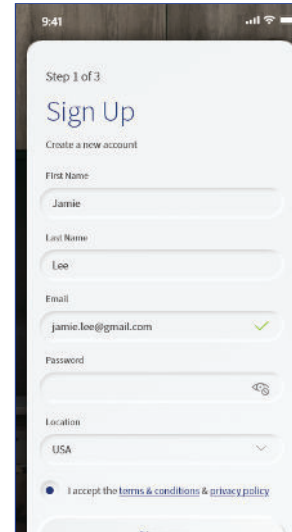 9:41
Step 1 of 3
Sign Up
Create a new account
First Name
Jamie
Last Name
Lee
Email
jamie.lee@gmail.com
Password
Location
USA
I accept the terms & conditions & privacy policy